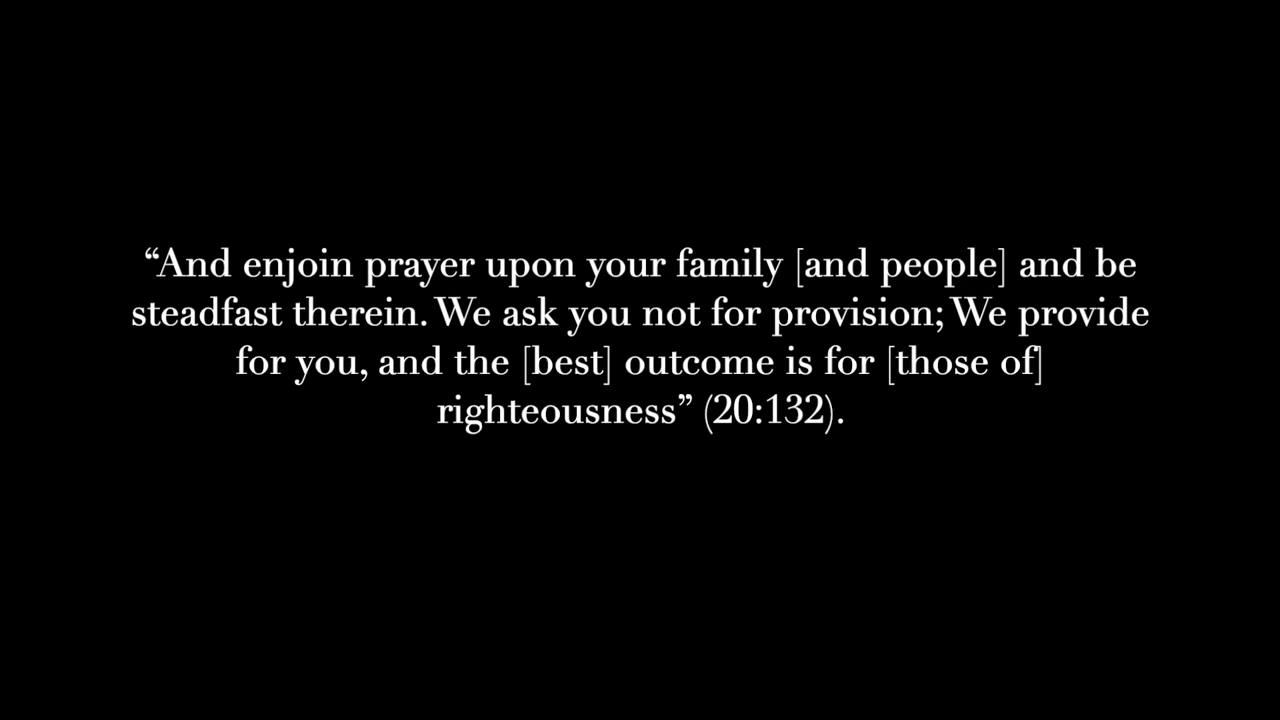 “And enjoin prayer upon your family [and people] and be
steadfast therein. We ask you not for provision; We provide
for you, and the [best] outcome is for [those of]
righteousness” (20:132).